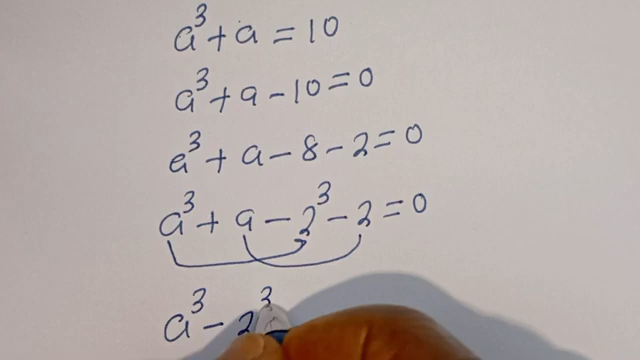 a³ + a = 10
a³ + a - 10 = 0
a³ + a - 8 - 2 = 0
a³ + a - 2³ - 2 = 0
a³ - 2³